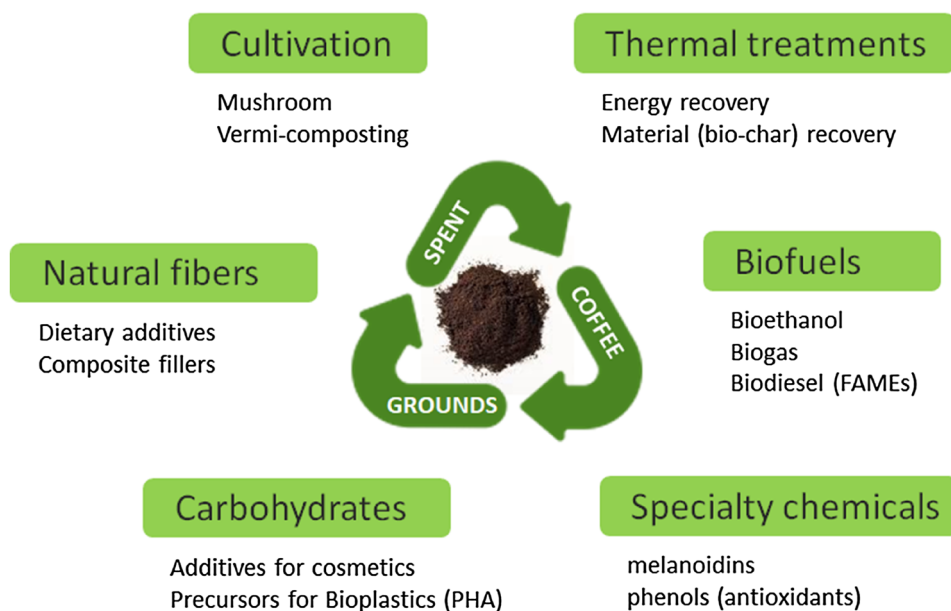 Cultivation
Mushroom
Vermi-composting
Thermal treatments
Energy recovery
Material (bio-char) recovery
SPENT
COFFEE
GROUNDS
Natural fibers
Dietary additives
Composite fillers
Biofuels
Bioethanol
Biogas
Biodiesel (FAMEs)
Carbohydrates
Additives for cosmetics
Precursors for Bioplastics (PHA)
Specialty chemicals
melanoidins
phenols (antioxidants)